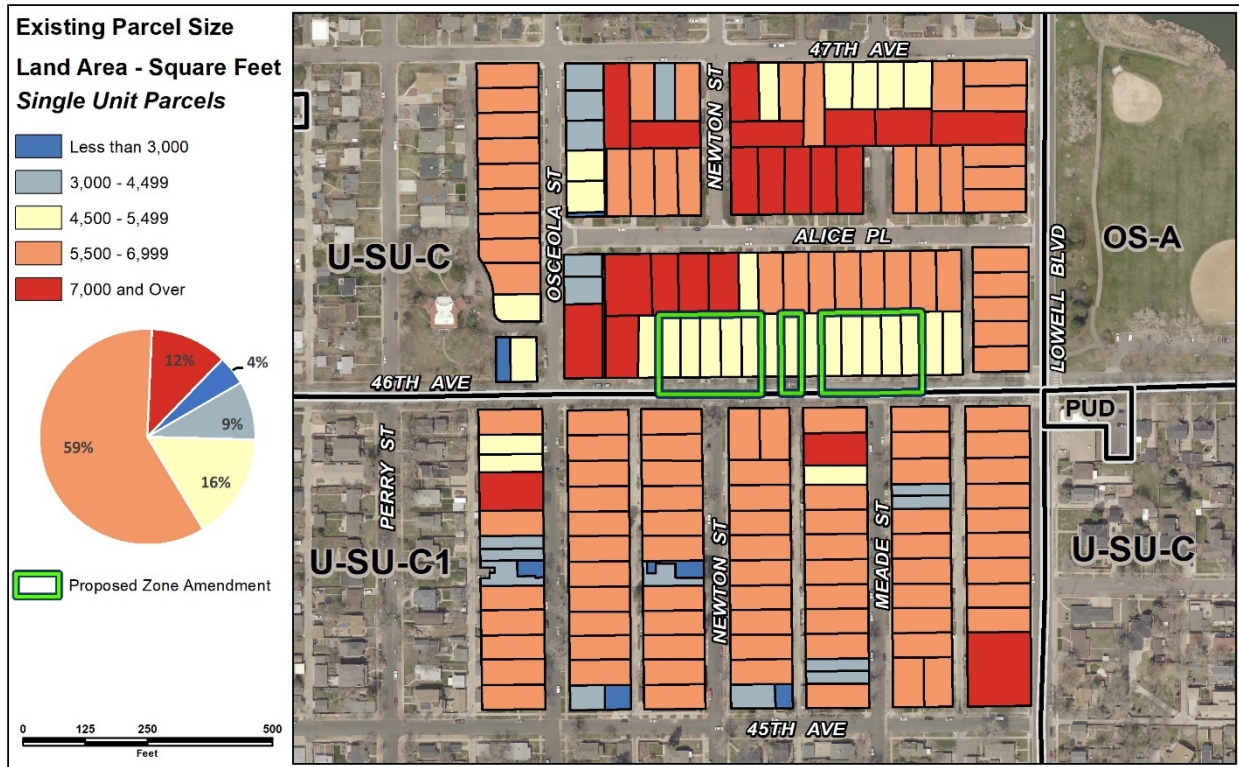 Existing Parcel Size
Land Area - Square Feet
Single Unit Parcels
Less than 3,000
3,000 - 4,499
4,500 - 5,499
5,500 - 6,999
7,000 and Over
12%
4%
9%
59%
16%
Proposed Zone Amendment
0 125 250 500
Feet
47TH AVE
NEWTON ST
OSCEOLA ST
ALICE PL
U-SU-C
OS-A
LOWELL BLVD
46TH AVE
PUD
PERRY ST
NEWTON ST
MEADE ST
U-SU-C1
U-SU-C
45TH AVE